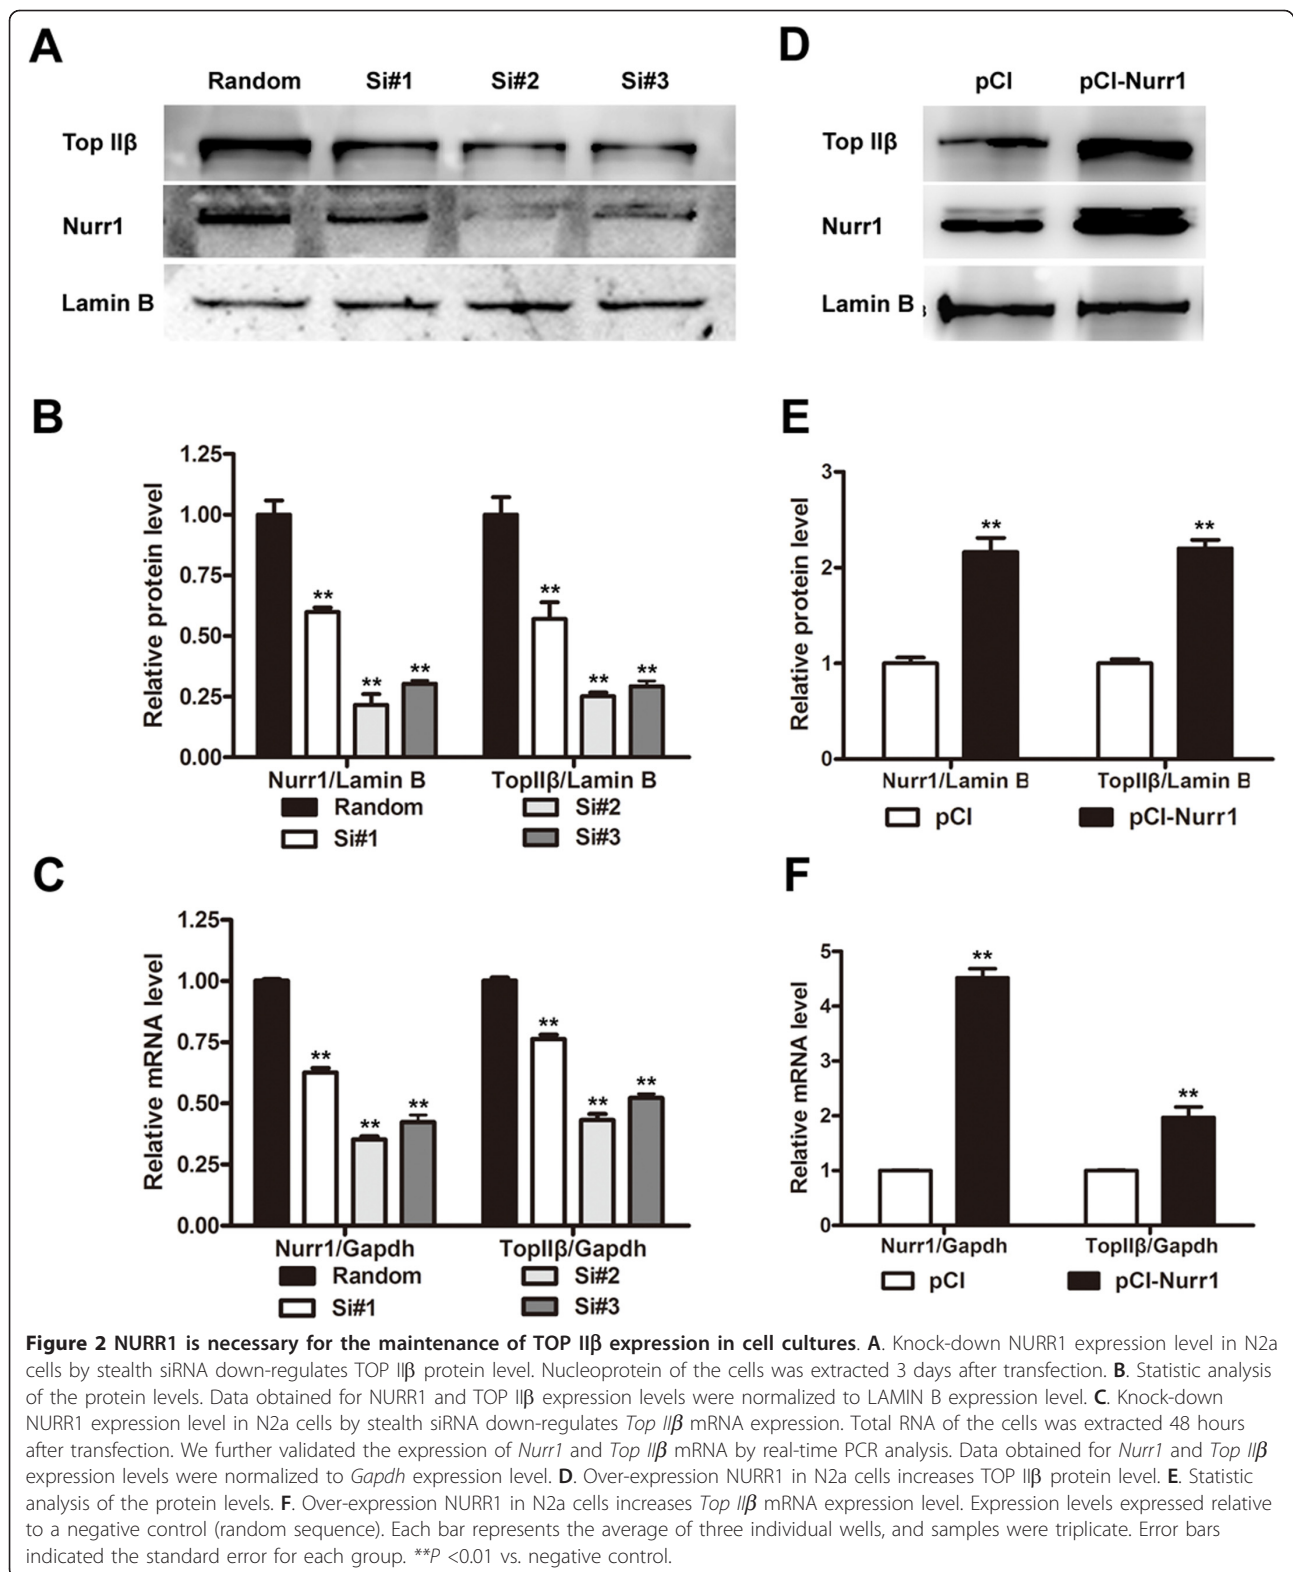 A
Random Si#1 Si#2 Si#3
Top IIβ
Nurr1
Lamin B
D
pCI pCI-Nurr1
Top IIβ
Nurr1
Lamin B
B
Relative protein level
1.25
1.00
0.75
0.50
0.25
0.00
** ** ** ** ** **
Nurr1/Lamin B TopIIβ/Lamin B
Random Si#2
Si#1 Si#3
E
Relative protein level
3
2
1
0
** **
Nurr1/Lamin B TopIIβ/Lamin B
pCI pCI-Nurr1
C
Relative mRNA level
1.25
1.00
0.75
0.50
0.25
0.00
** ** ** ** ** **
Nurr1/Gapdh TopIIβ/Gapdh
Random Si#2
Si#1 Si#3
F
Relative mRNA level
5
4
3
2
1
0
** **
Nurr1/Gapdh TopIIβ/Gapdh
pCI pCI-Nurr1
Figure 2 NURR1 is necessary for the maintenance of TOP IIβ expression in cell cultures. A. Knock-down NURR1 expression level in N2a
cells by stealth siRNA down-regulates TOP IIβ protein level. Nucleoprotein of the cells was extracted 3 days after transfection. B. Statistic analysis
of the protein levels. Data obtained for NURR1 and TOP IIβ expression levels were normalized to LAMIN B expression level. C. Knock-down
NURR1 expression level in N2a cells by stealth siRNA down-regulates Top IIβ mRNA expression. Total RNA of the cells was extracted 48 hours
after transfection. We further validated the expression of Nurr1 and Top IIβ mRNA by real-time PCR analysis. Data obtained for Nurr1 and Top IIβ
expression levels were normalized to Gapdh expression level. D. Over-expression NURR1 in N2a cells increases TOP IIβ protein level. E. Statistic
analysis of the protein levels. F. Over-expression NURR1 in N2a cells increases Top IIβ mRNA expression level. Expression levels expressed relative
to a negative control (random sequence). Each bar represents the average of three individual wells, and samples were triplicate. Error bars
indicated the standard error for each group. **P <0.01 vs. negative control.